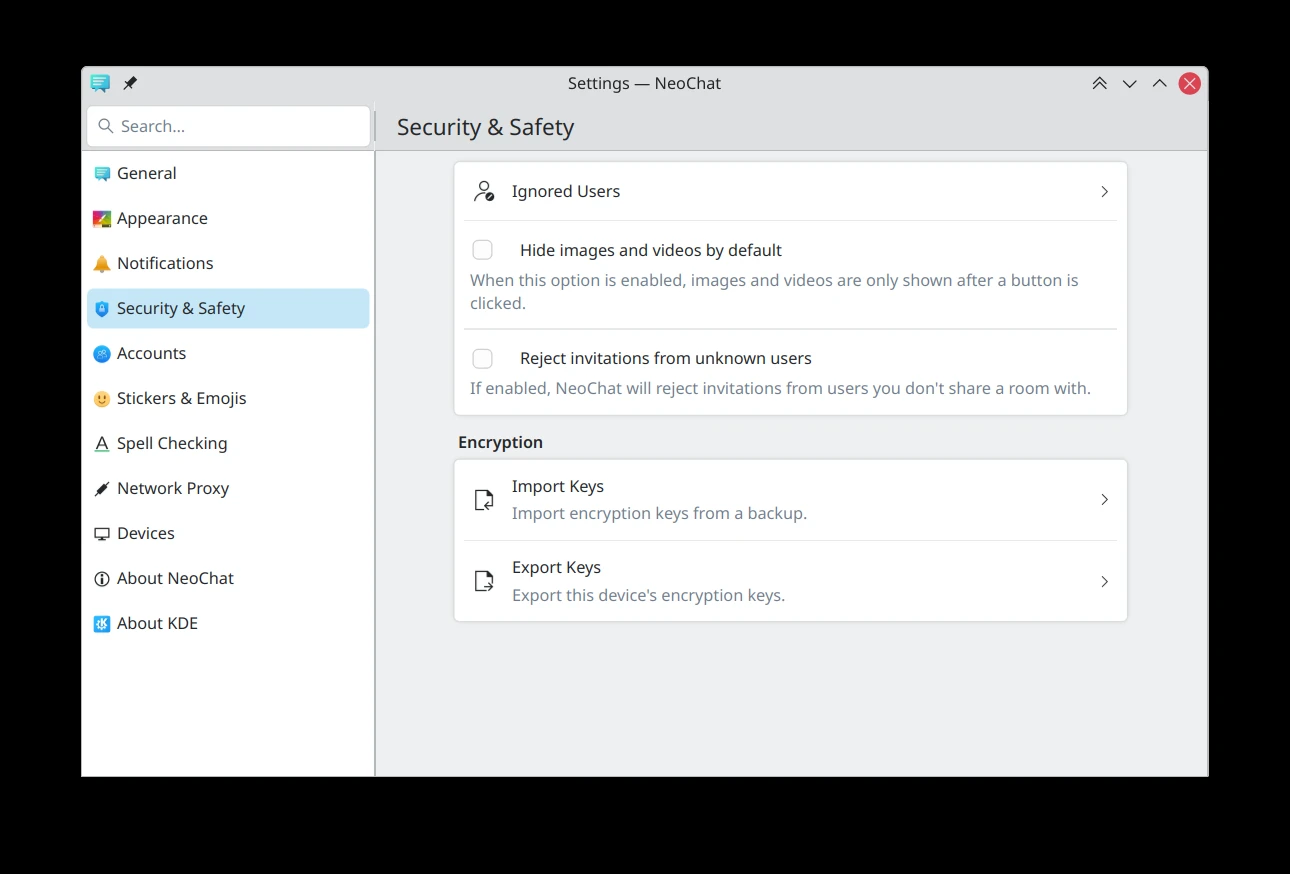 Settings — NeoChat
Search...
Security & Safety
General
Appearance
Notifications
Security & Safety
Accounts
Stickers & Emojis
Spell Checking
Network Proxy
Devices
About NeoChat
About KDE
Ignored Users
Hide images and videos by default
When this option is enabled, images and videos are only shown after a button is
clicked.
Reject invitations from unknown users
If enabled, NeoChat will reject invitations from users you don't share a room with.
Encryption
Import Keys
Import encryption keys from a backup.
Export Keys
Export this device's encryption keys.